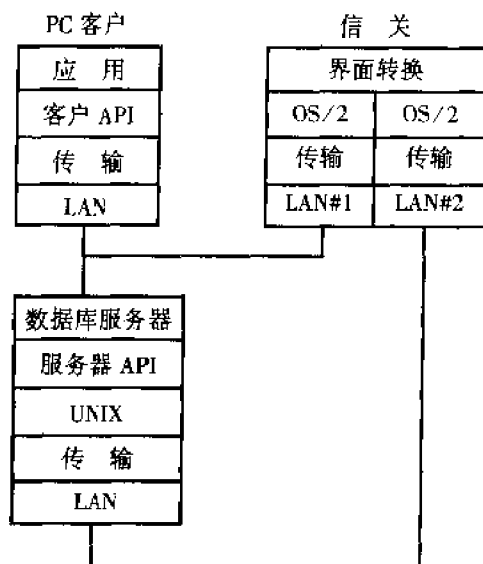 PC 客户
应 用
客户 API
传 输
LAN
信 关
界面转换
OS/2 OS/2
传输 传输
LAN#1 LAN#2
数据库服务器
服务器 API
UNIX
传 输
LAN